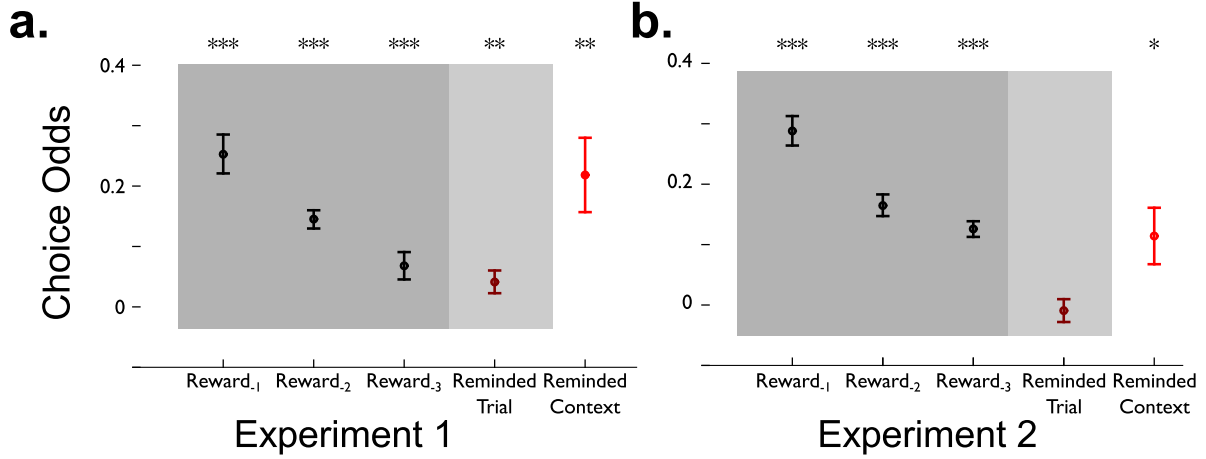 a.
*** *** *** ** **
0.4
0.2
0
Choice Odds
Reward-1 Reward-2 Reward-3 Reminded Trial Reminded Context
Experiment 1
b.
*** *** *** *
0.4
0.2
0
Reward-1 Reward-2 Reward-3 Reminded Trial Reminded Context
Experiment 2